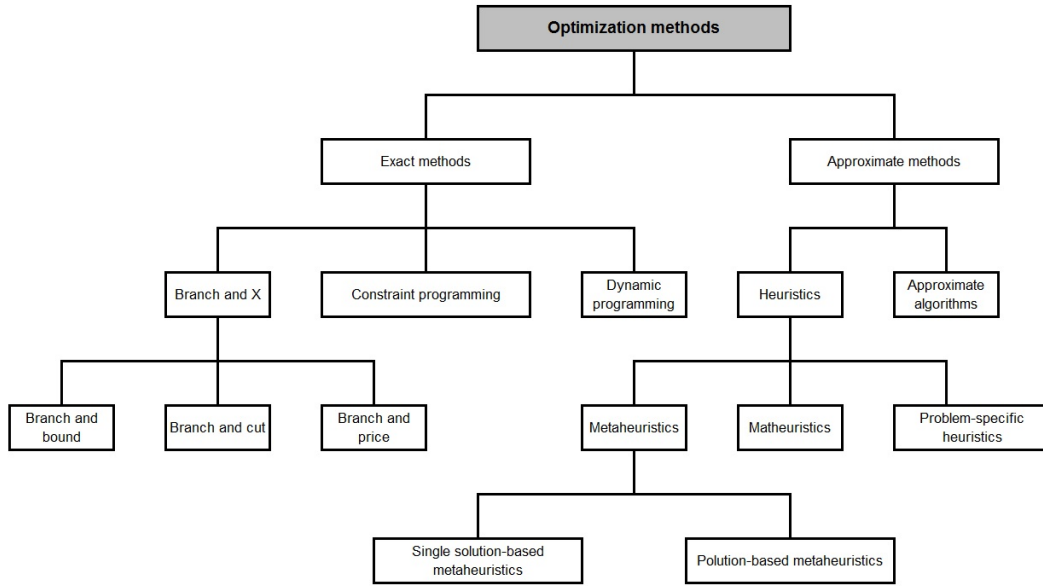 Optimization methods
Exact methods
Approximate methods
Branch and X
Constraint programming
Dynamic
programming
Heuristics
Approximate
algorithms
Branch and
bound
Branch and cut
Branch and
price
Metaheuristics
Matheuristics
Problem-specific
heuristics
Single solution-based
metaheuristics
Polution-based metaheuristics